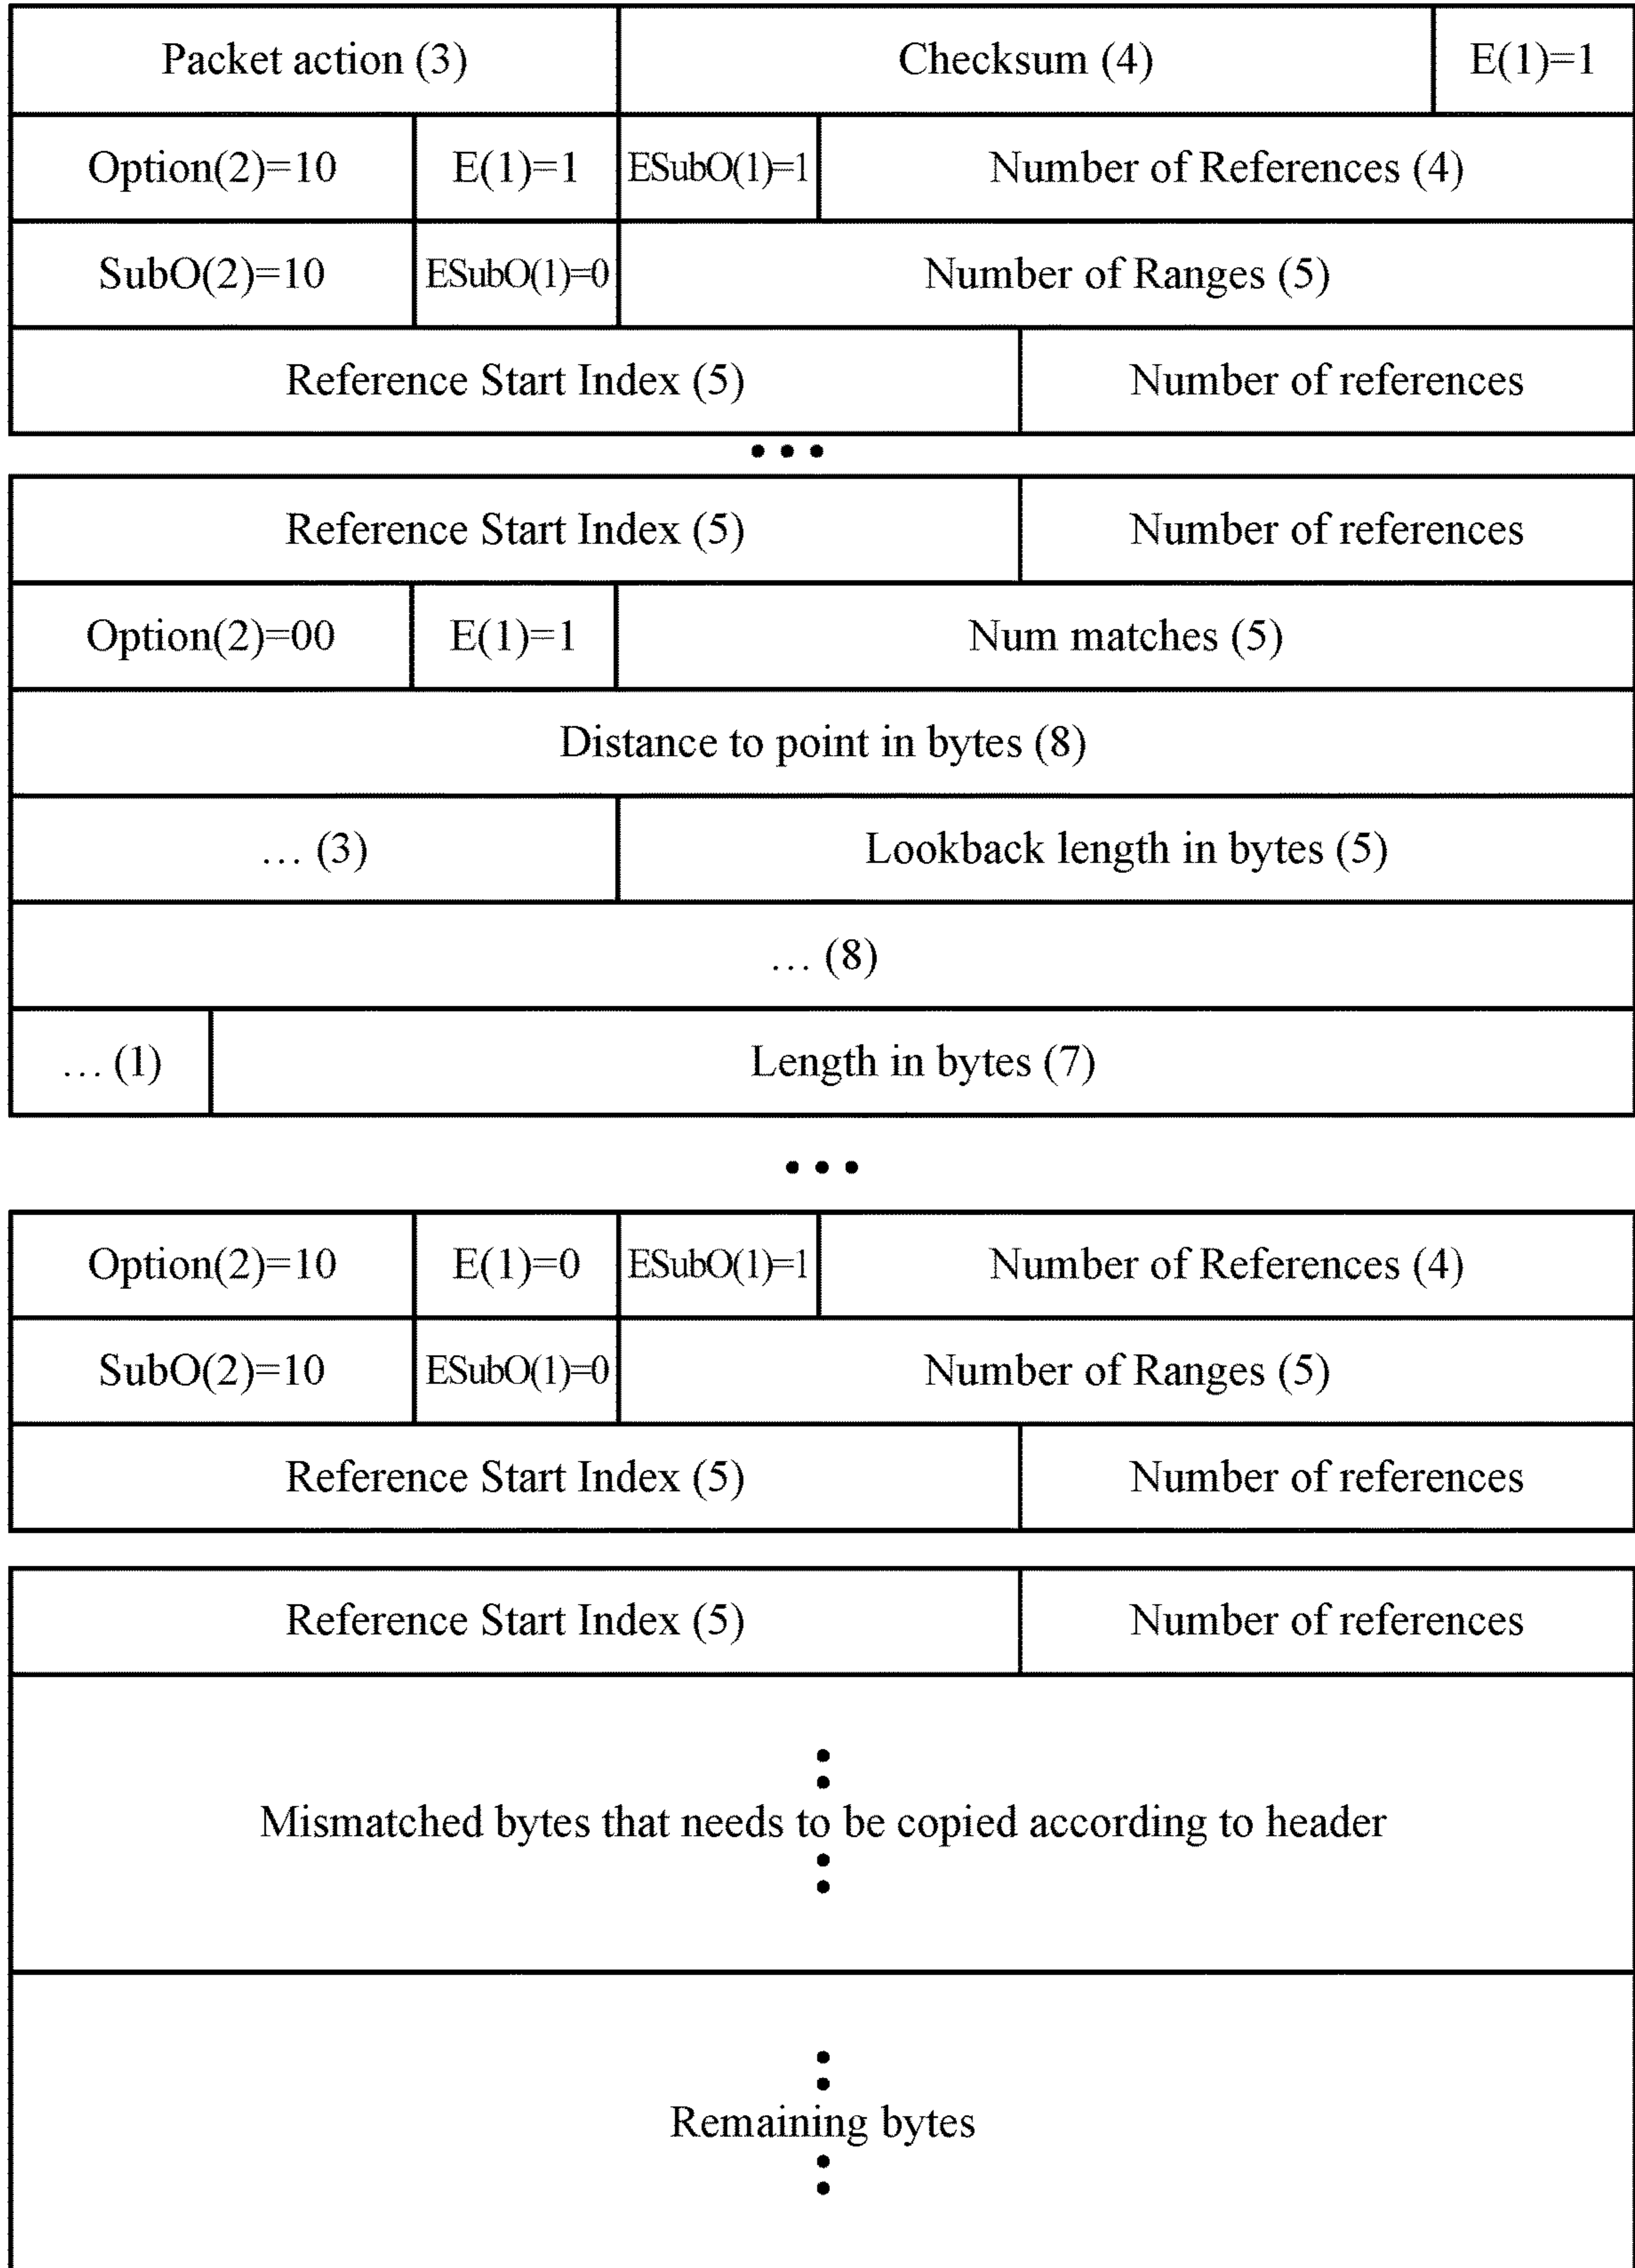 Packet action (3) Checksum (4) E(1)=1
Option(2)=10 E(1)=1 ESubO(1)=1 Number of References (4)
SubO(2)=10 ESubO(1)=0 Number of Ranges (5)
Reference Start Index (5) Number of references
• • •
Reference Start Index (5) Number of references
Option(2)=00 E(1)=1 Num matches (5)
Distance to point in bytes (8)
… (3) Lookback length in bytes (5)
… (8)
… (1) Length in bytes (7)
• • •
Option(2)=10 E(1)=0 ESubO(1)=1 Number of References (4)
SubO(2)=10 ESubO(1)=0 Number of Ranges (5)
Reference Start Index (5) Number of references
Reference Start Index (5) Number of references
Mismatched bytes that needs to be copied according to header
Remaining bytes